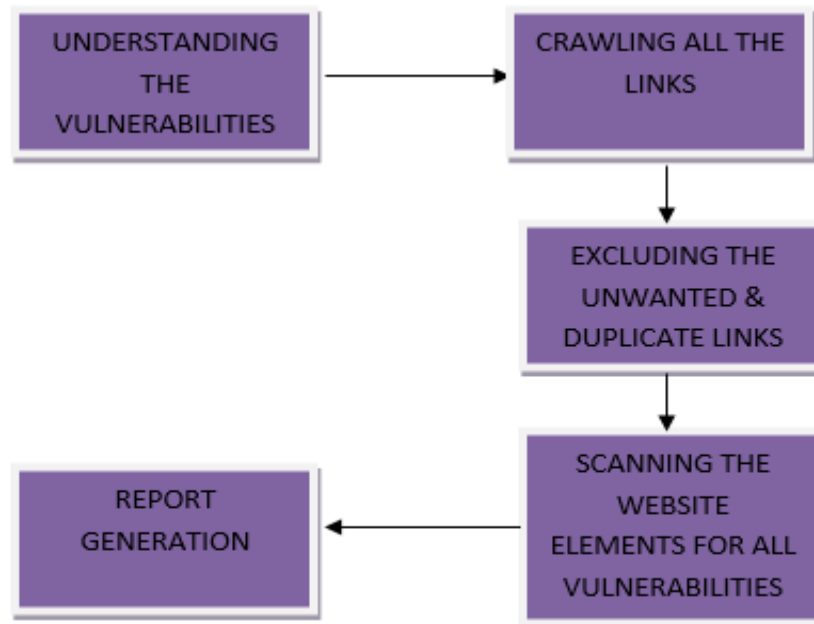 UNDERSTANDING
THE
VULNERABILITIES
CRAWLING ALL THE
LINKS
EXCLUDING THE
UNWANTED &
DUPLICATE LINKS
SCANNING THE
WEBSITE
ELEMENTS FOR ALL
VULNERABILITIES
REPORT
GENERATION